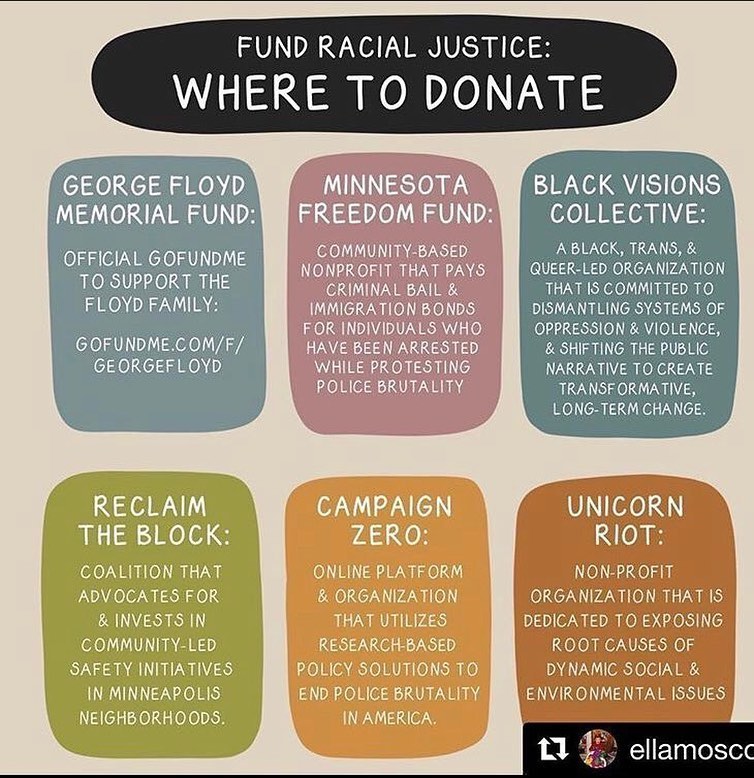 FUND RACIAL JUSTICE:
WHERE TO DONATE
GEORGE FLOYD
MEMORIAL FUND:
OFFICIAL GOFUNDME
TO SUPPORT THE
FLOYD FAMILY:
GOFUNDME.COM/F/
GEORGEFLOYD
MINNESOTA
FREEDOM FUND:
COMMUNITY-BASED
NONPROFIT THAT PAYS
CRIMINAL BAIL &
IMMIGRATION BONDS
FOR INDIVIDUALS WHO
HAVE BEEN ARRESTED
WHILE PROTESTING
POLICE BRUTALITY
BLACK VISIONS
COLLECTIVE:
A BLACK, TRANS, &
QUEER-LED ORGANIZATION
THAT IS COMMITTED TO
DISMANTLING SYSTEMS OF
OPPRESSION & VIOLENCE,
& SHIFTING THE PUBLIC
NARRATIVE TO CREATE
TRANSFORMATIVE,
LONG-TERM CHANGE.
RECLAIM
THE BLOCK:
COALITION THAT
ADVOCATES FOR
& INVESTS IN
COMMUNITY-LED
SAFETY INITIATIVES
IN MINNEAPOLIS
NEIGHBORHOODS.
CAMPAIGN
ZERO:
ONLINE PLATFORM
& ORGANIZATION
THAT UTILIZES
RESEARCH-BASED
POLICY SOLUTIONS TO
END POLICE BRUTALITY
IN AMERICA.
UNICORN
RIOT:
NON-PROFIT
ORGANIZATION THAT IS
DEDICATED TO EXPOSING
ROOT CAUSES OF
DYNAMIC SOCIAL &
ENVIRONMENTAL ISSUES